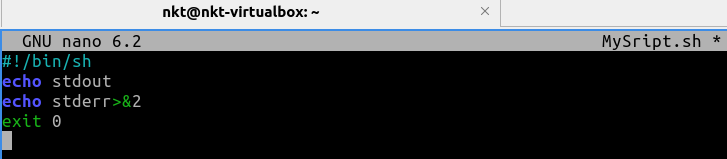 nkt@nkt-virtualbox: ~ ×
GNU nano 6.2 MySript.sh *
#!/bin/sh
echo stdout
echo stderr>&2
exit 0